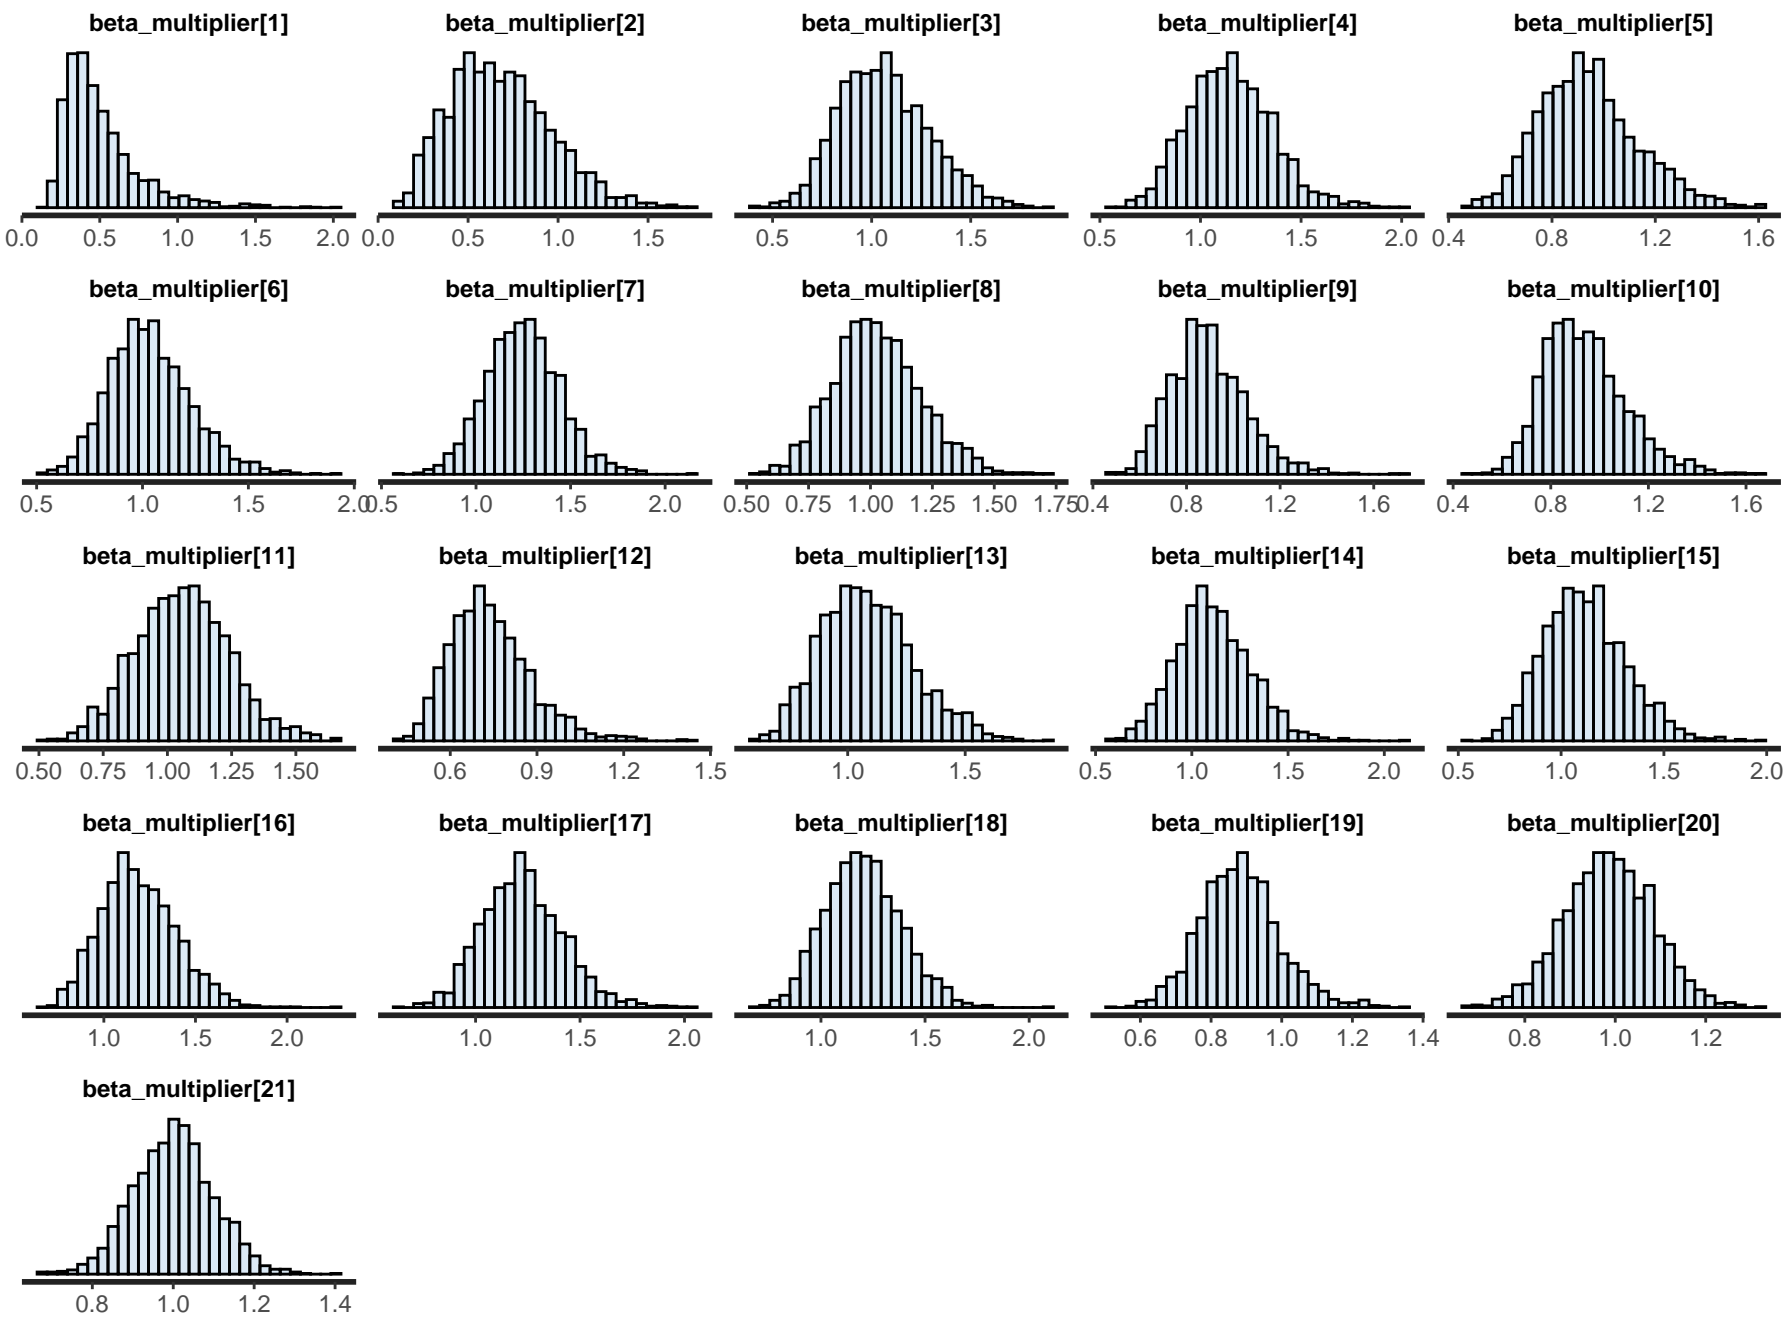 beta_multiplier[1] beta_multiplier[2] beta_multiplier[3] beta_multiplier[4] beta_multiplier[5]
0.0 0.5 1.0 1.5 2.0 0.0 0.5 1.0 1.5 0.5 1.0 1.5 0.5 1.0 1.5 2.0 0.4 0.8 1.2 1.6
beta_multiplier[6] beta_multiplier[7] beta_multiplier[8] beta_multiplier[9] beta_multiplier[10]
0.5 1.0 1.5 2.0 0.5 1.0 1.5 2.0 0.50 0.75 1.00 1.25 1.50 1.75 0.4 0.8 1.2 1.6 0.4 0.8 1.2 1.6
beta_multiplier[11] beta_multiplier[12] beta_multiplier[13] beta_multiplier[14] beta_multiplier[15]
0.50 0.75 1.00 1.25 1.50 0.6 0.9 1.2 1.5 1.0 1.5 0.5 1.0 1.5 2.0 0.5 1.0 1.5 2.0
beta_multiplier[16] beta_multiplier[17] beta_multiplier[18] beta_multiplier[19] beta_multiplier[20]
1.0 1.5 2.0 1.0 1.5 2.0 1.0 1.5 2.0 0.6 0.8 1.0 1.2 1.4 0.8 1.0 1.2
beta_multiplier[21]
0.8 1.0 1.2 1.4